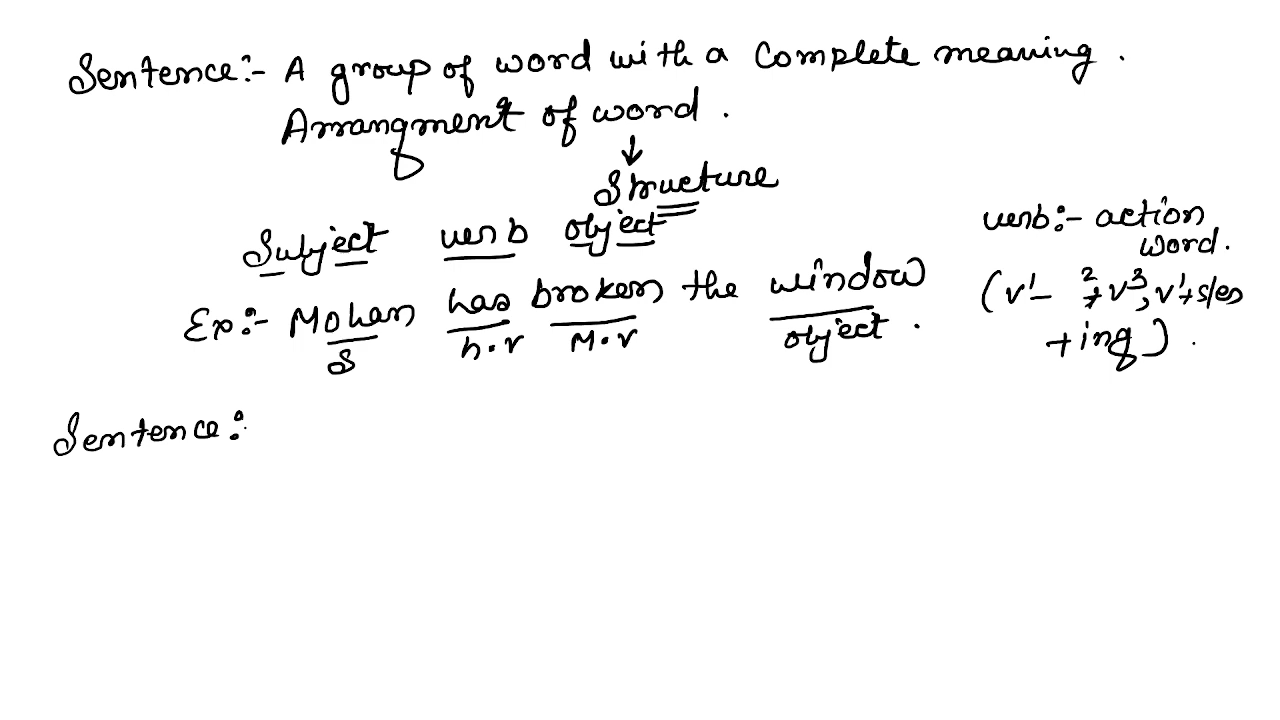 Sentence:- A group of word with a complete meaning .
Arrangment of word .
↓
Structure
Subject verb object
verb:- action
word.
Ex:- Mohan has broken the window .
S h.v M.v object
(v¹- ² + v³, v¹+s/es
+ing) .
Sentence: